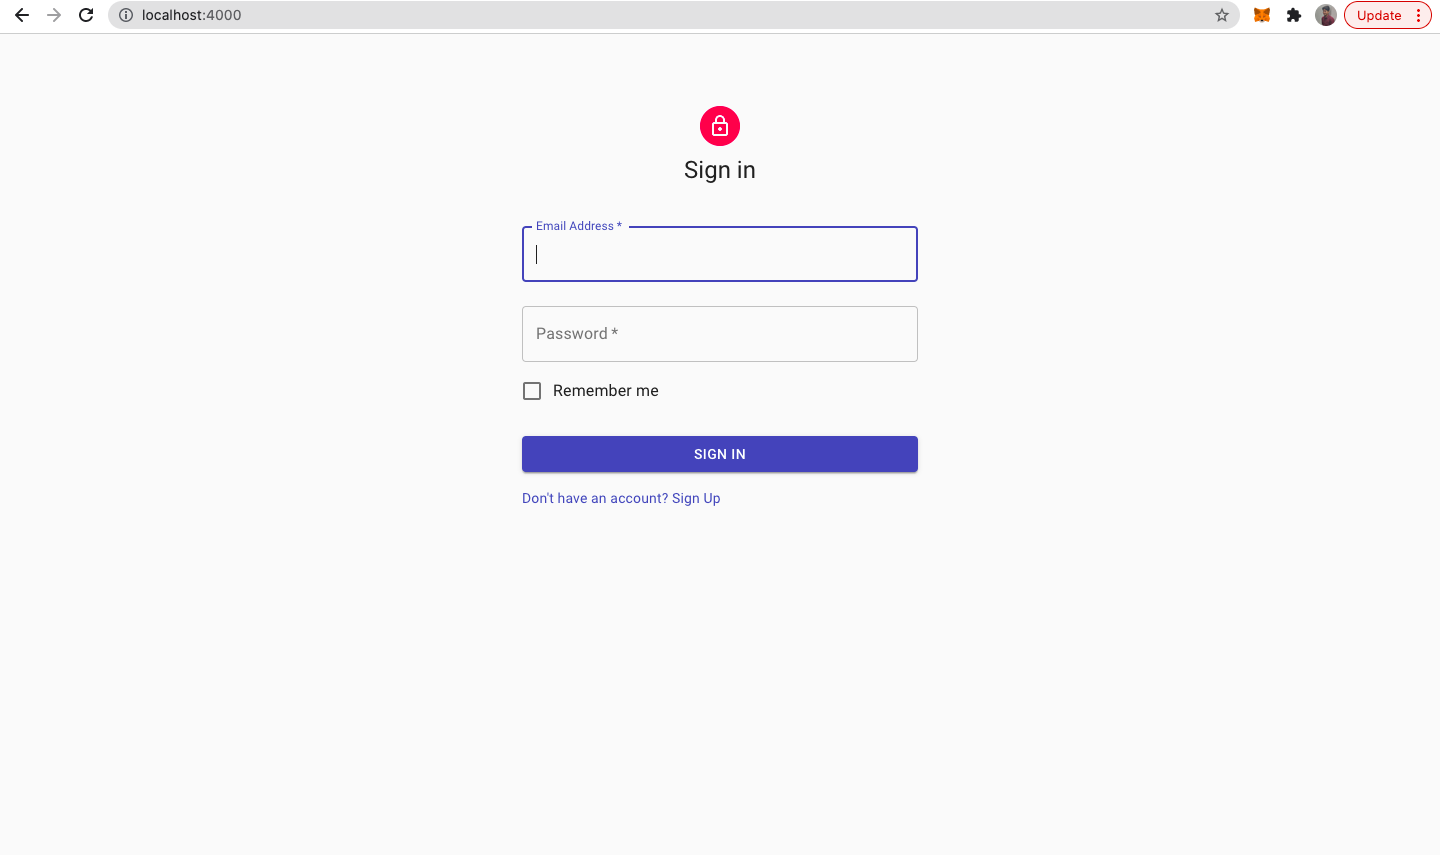 localhost:4000
Update
Sign in
Email Address *
Password *
Remember me
SIGN IN
Don't have an account? Sign Up